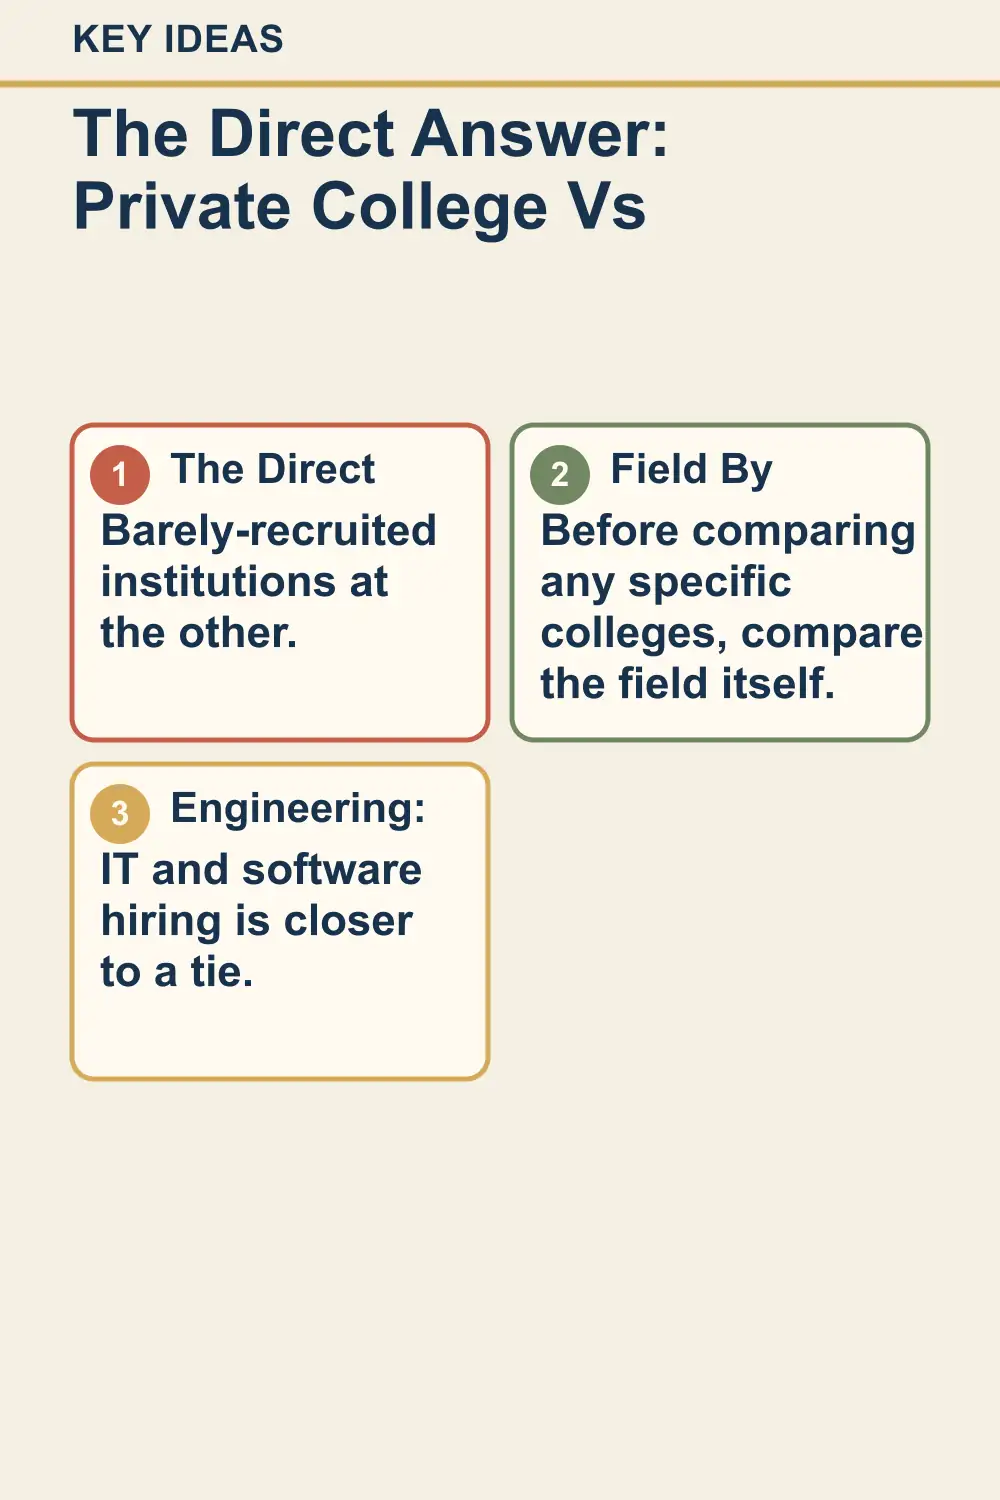 KEY IDEAS
The Direct Answer:
Private College Vs
1 The Direct
Barely-recruited
institutions at
the other.
2 Field By
Before comparing
any specific
colleges, compare
the field itself.
3 Engineering:
IT and software
hiring is closer
to a tie.